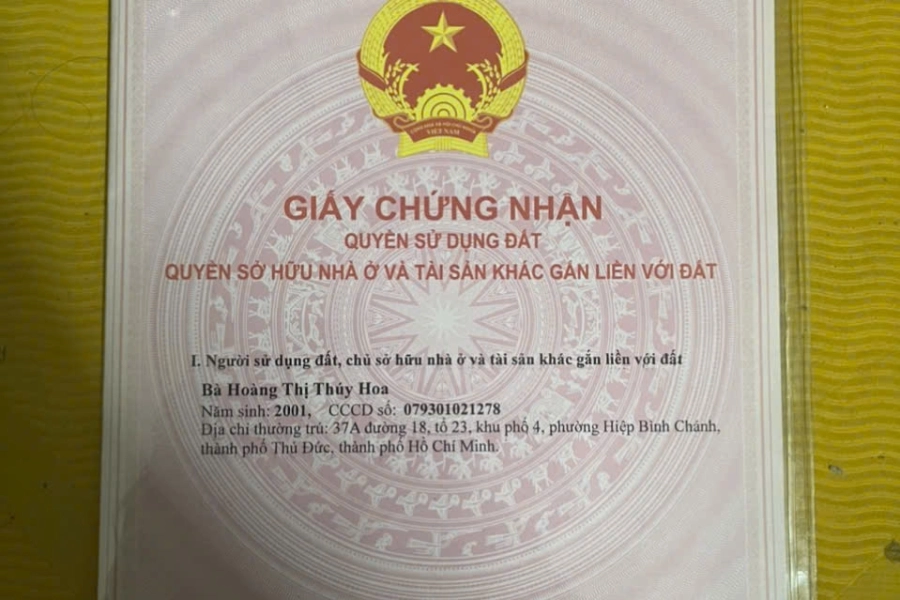 VIỆT NAM
GIẤY CHỨNG NHẬN
QUYỀN SỬ DỤNG ĐẤT
QUYỀN SỞ HỮU NHÀ Ở VÀ TÀI SẢN KHÁC GẮN LIỀN VỚI ĐẤT
I. Người sử dụng đất, chủ sở hữu nhà ở và tài sản khác gắn liền với đất
Bà Hoàng Thị Thúy Hoa
Năm sinh: 2001, CCCD số: 079301021278
Địa chỉ thường trú: 37A đường 18, tổ 23, khu phố 4, phường Hiệp Bình Chánh,
thành phố Thủ Đức, thành phố Hồ Chí Minh.